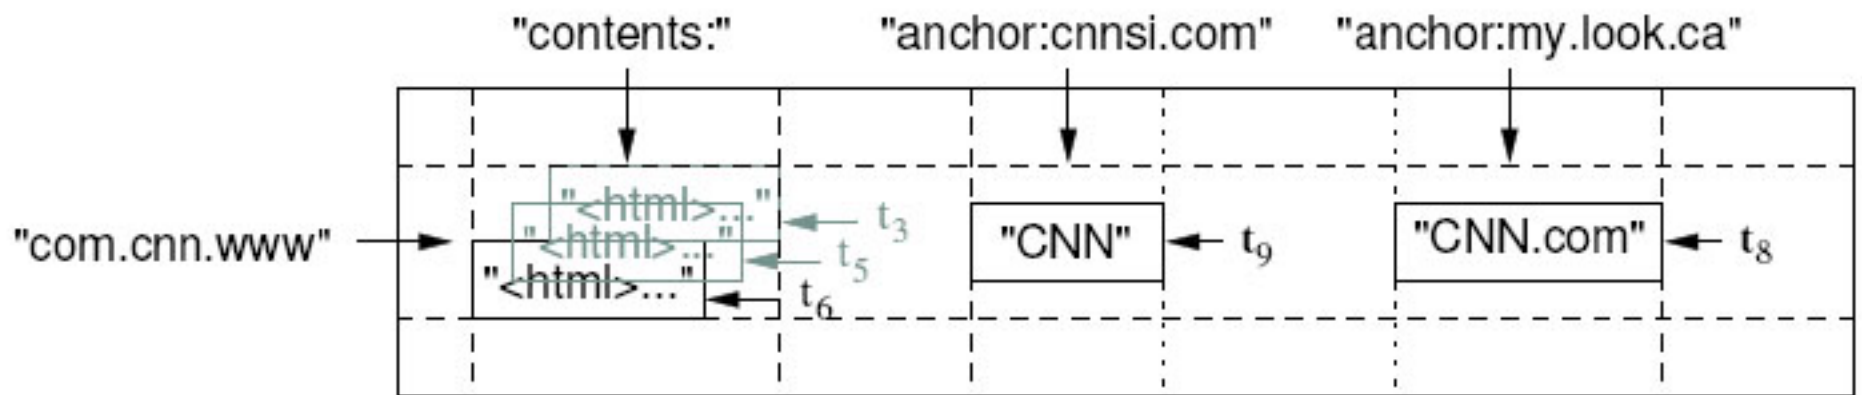 "contents:" "anchor:cnnsi.com" "anchor:my.look.ca"
"<html>..." t3
"com.cnn.www" "<html>..." t5 "CNN" t9 "CNN.com" t8
"<html>..." t6